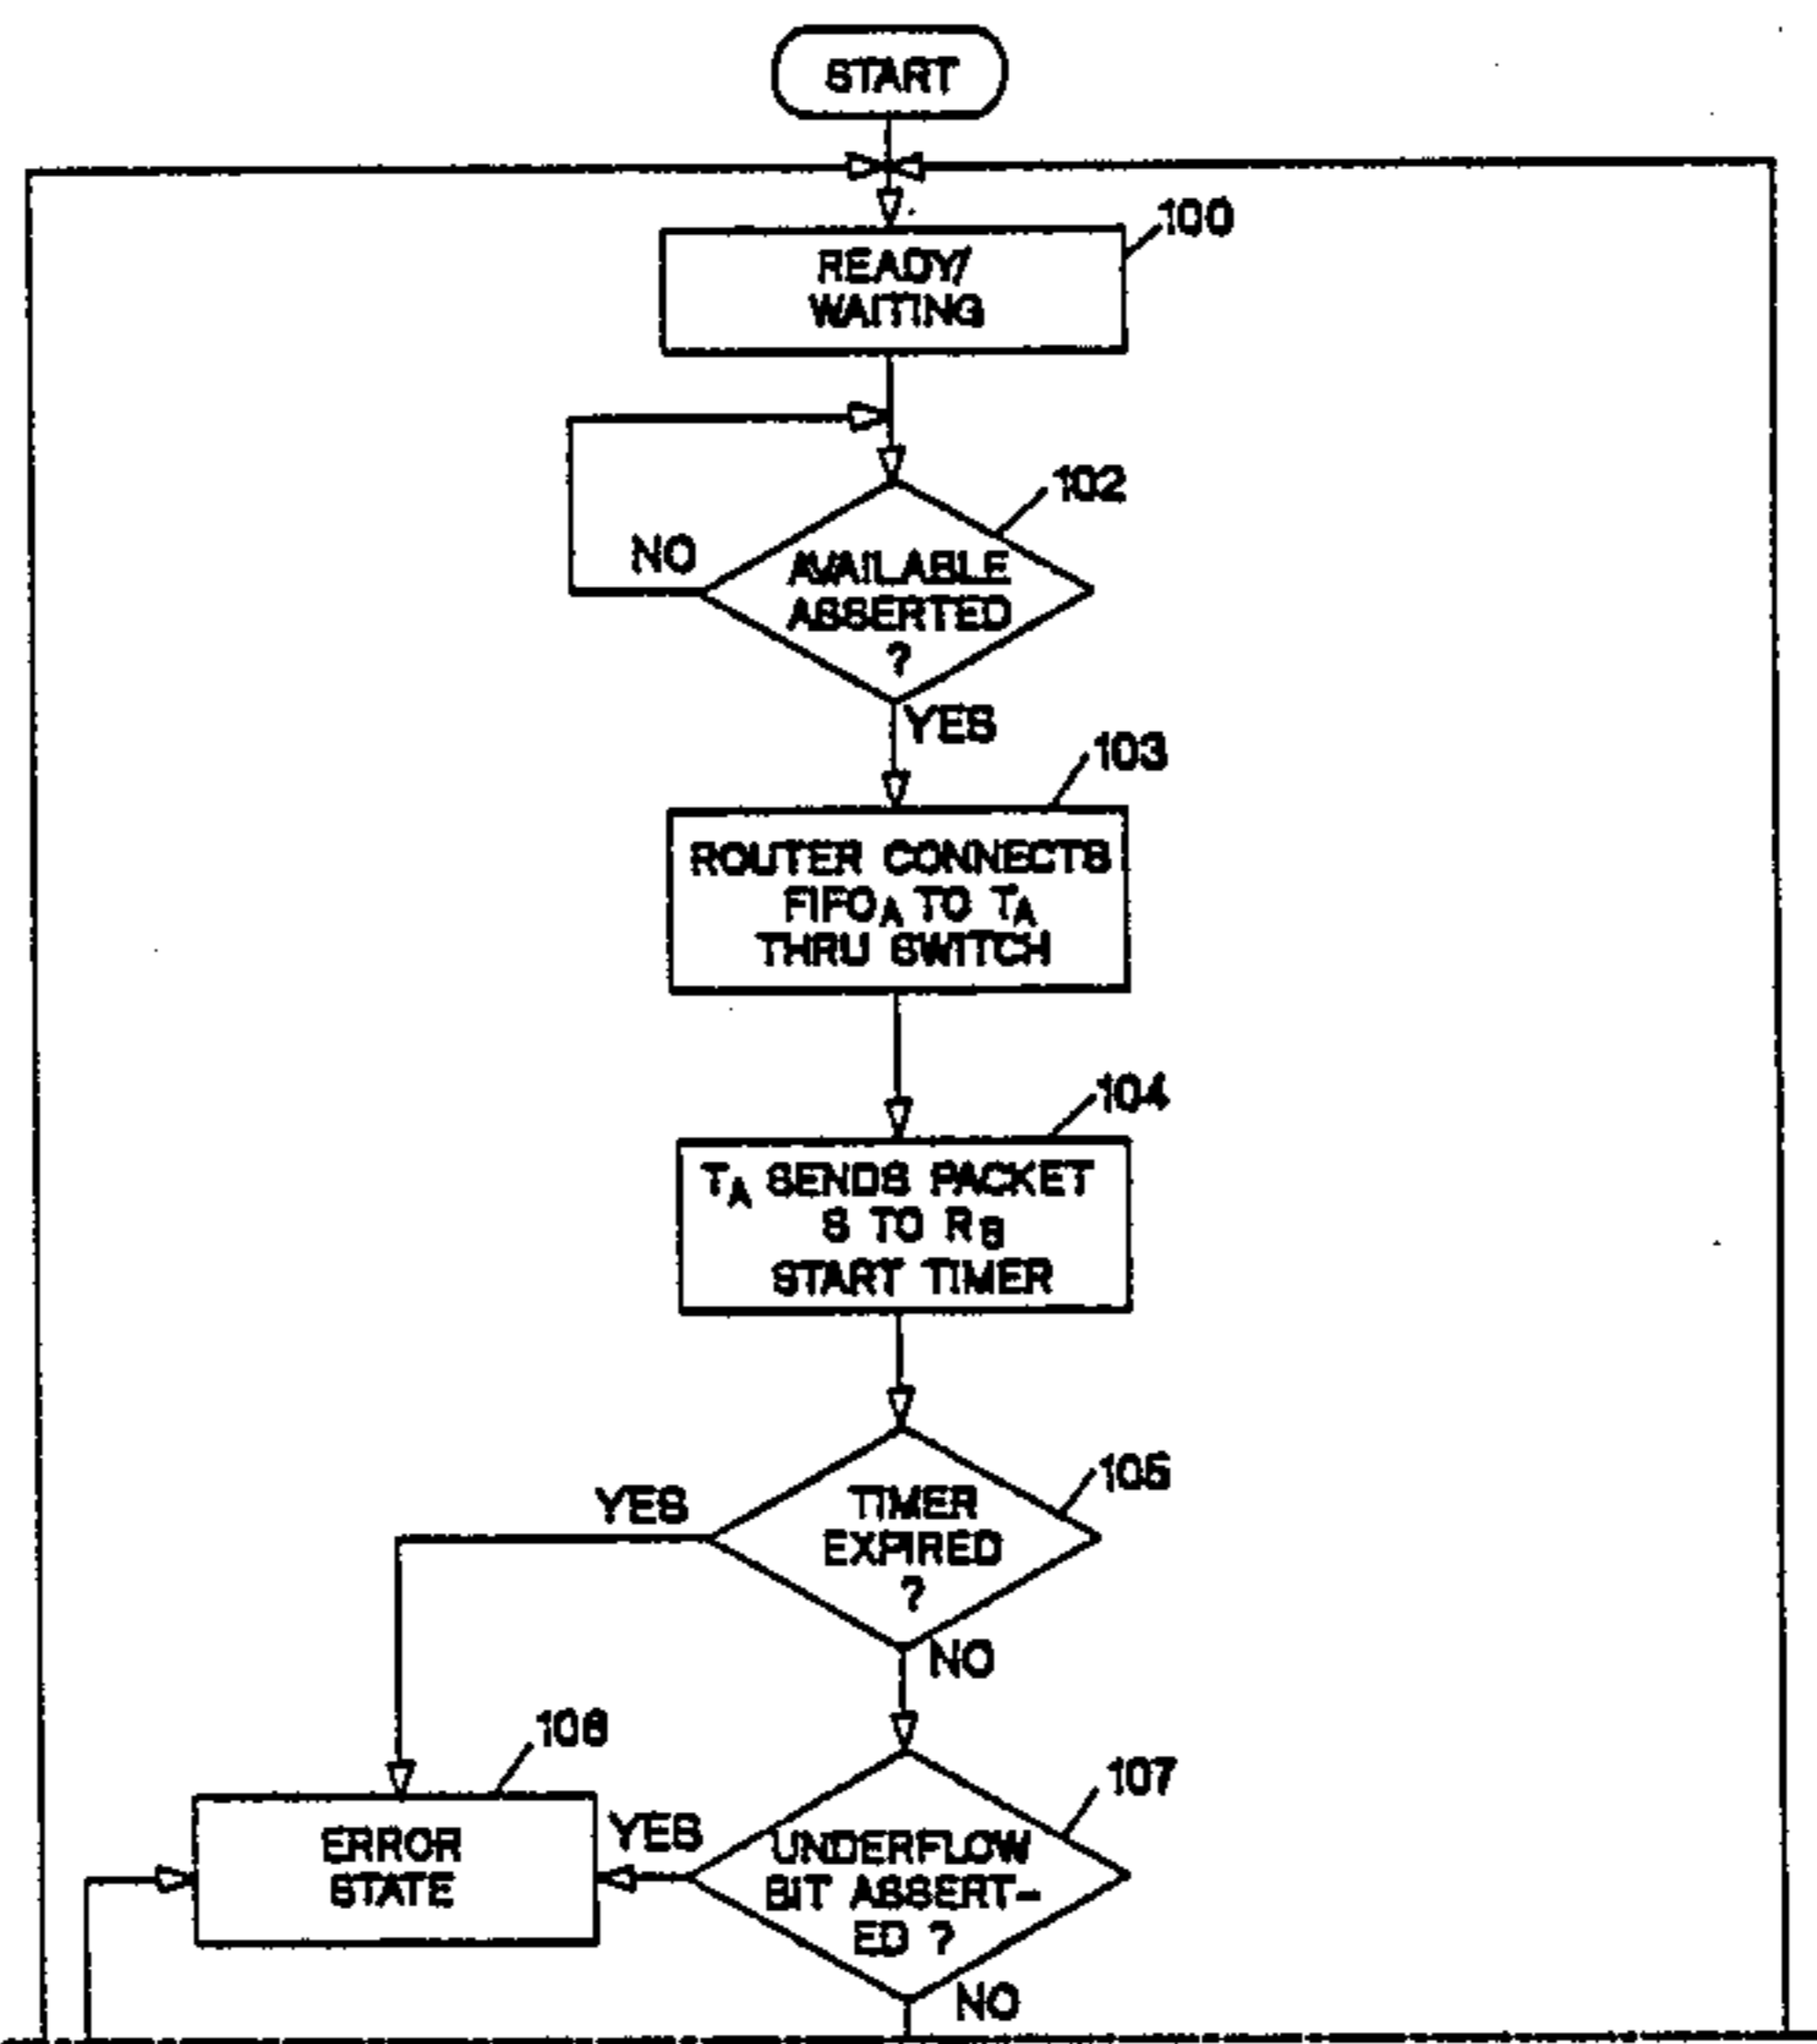 START
100
READY/
WAITING
102
NO
AVAILABLE
ASSERTED
?
YES
103
ROUTER CONNECTS
FIFOA TO TA
THRU SWITCH
104
TA SENDS PACKET
S TO RB
START TIMER
105
YES
TIMER
EXPIRED
?
NO
106
107
ERROR
STATE
YES
UNDERFLOW
BIT ASSERT-
ED ?
NO